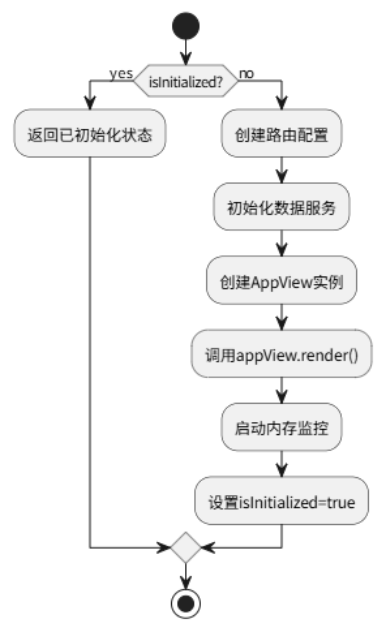 isInitialized?
yes
no
返回已初始化状态
创建路由配置
初始化数据服务
创建AppView实例
调用appView.render()
启动内存监控
设置isInitialized=true